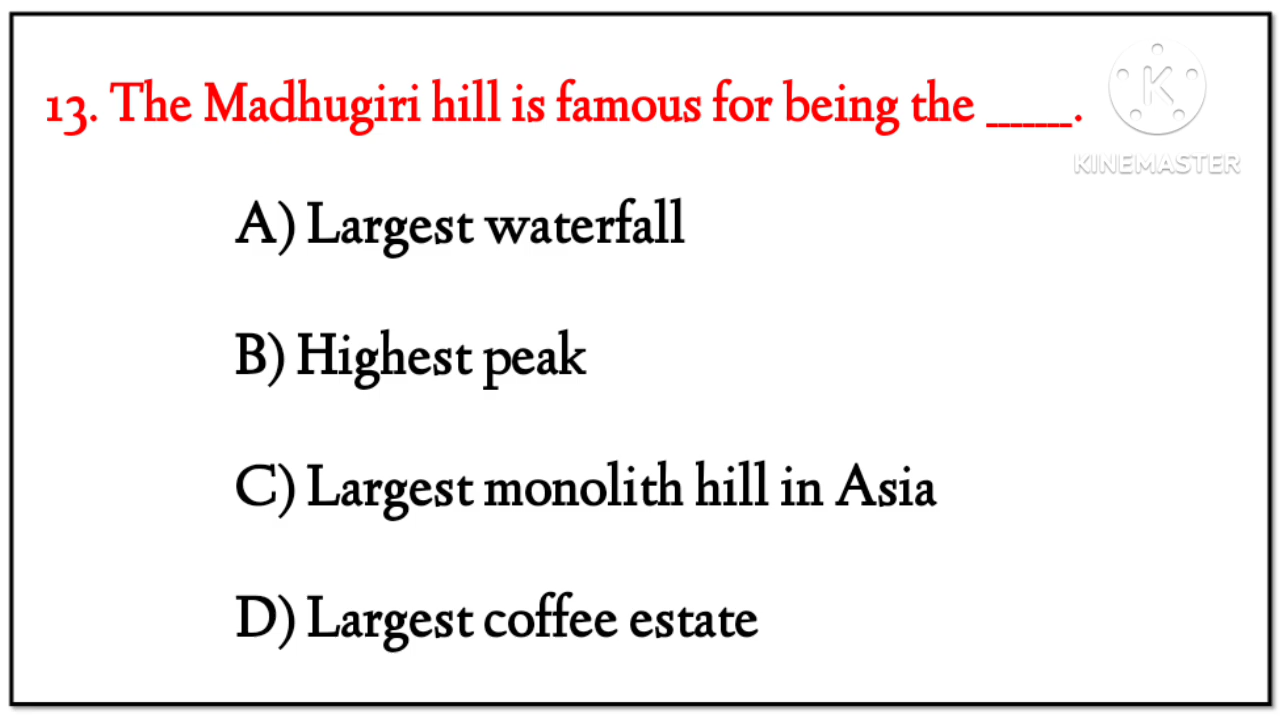 13. The Madhugiri hill is famous for being the _______.
K
KINEMASTER
A) Largest waterfall
B) Highest peak
C) Largest monolith hill in Asia
D) Largest coffee estate